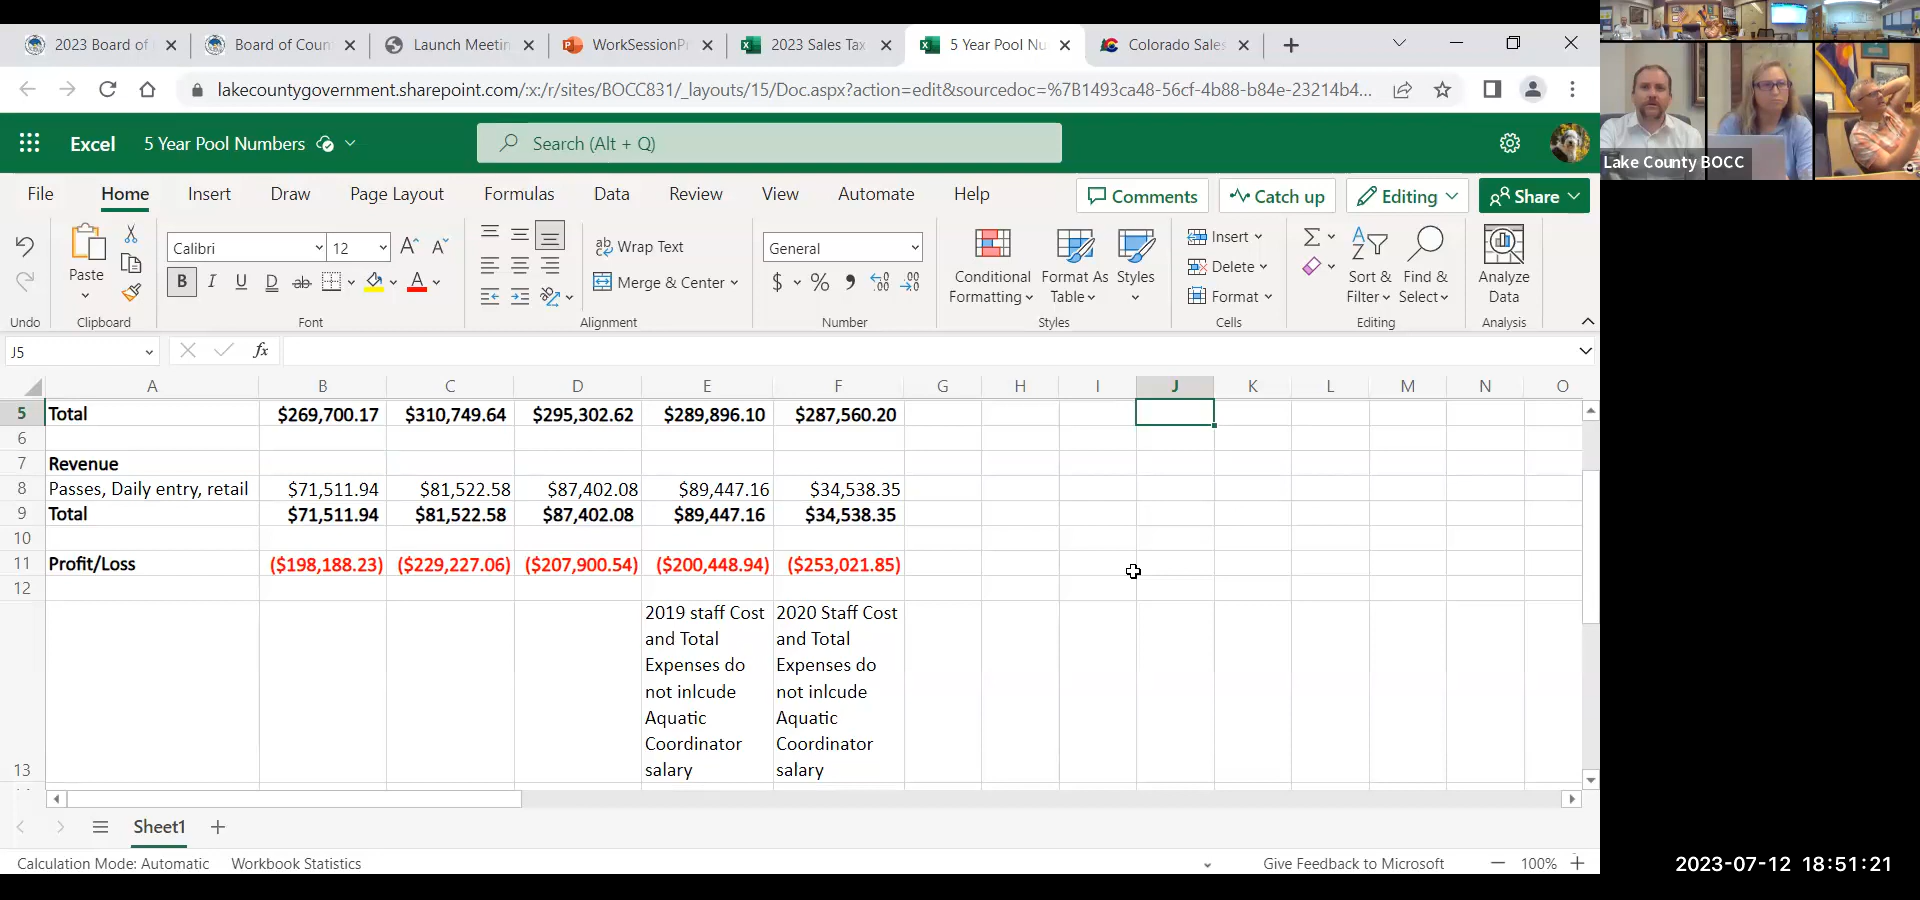 2023 Board of
Board of Coun
Launch Meetin
WorkSessionPr
2023 Sales Tax
5 Year Pool Nu
Colorado Sales
lakecountygovernment.sharepoint.com/:x:/r/sites/BOCC831/_layouts/15/Doc.aspx?action=edit&sourcedoc=%7B1493ca48-56cf-4b88-b84e-23214b4...
Excel 5 Year Pool Numbers Search (Alt + Q)
File Home Insert Draw Page Layout Formulas Data Review View Automate Help Comments Catch up Editing Share
Paste Calibri 12 Wrap Text General Insert
B I U D ab A Merge & Center $ % Delete
Conditional Formatting Format As Table Styles Format Sort & Filter Find & Select Analyze Data
Undo Clipboard Font Alignment Number Styles Cells Editing Analysis
J5 fx
A B C D E F G H I J K L M N O
5 Total $269,700.17 $310,749.64 $295,302.62 $289,896.10 $287,560.20
6
7 Revenue
8 Passes, Daily entry, retail $71,511.94 $81,522.58 $87,402.08 $89,447.16 $34,538.35
9 Total $71,511.94 $81,522.58 $87,402.08 $89,447.16 $34,538.35
10
11 Profit/Loss ($198,188.23) ($229,227.06) ($207,900.54) ($200,448.94) ($253,021.85)
12
13
2019 staff Cost
and Total
Expenses do
not inlcude
Aquatic
Coordinator
salary
2020 Staff Cost
and Total
Expenses do
not inlcude
Aquatic
Coordinator
salary
Sheet1
Calculation Mode: Automatic Workbook Statistics Give Feedback to Microsoft 100%
Lake County BOCC
2023-07-12 18:51:21